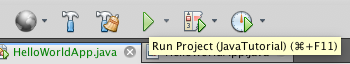 Run Project (JavaTutorial) (⌘+F11)
HelloWorldApp.java